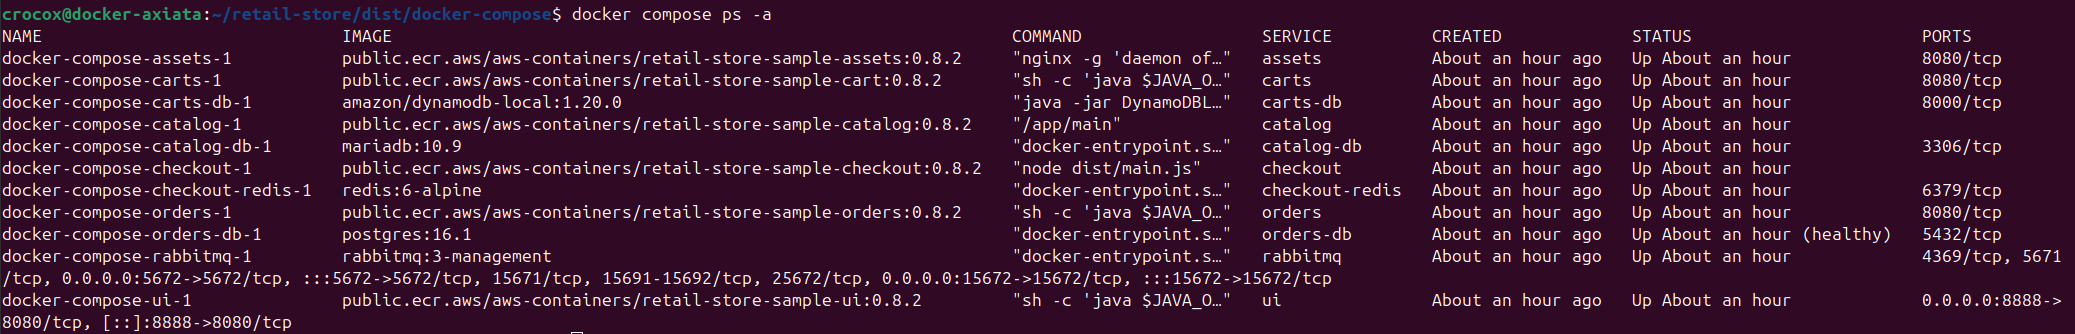 crocox@docker-axiata:~/retail-store/dist/docker-compose$ docker compose ps -a
NAME IMAGE COMMAND SERVICE CREATED STATUS PORTS
docker-compose-assets-1 public.ecr.aws/aws-containers/retail-store-sample-assets:0.8.2 "nginx -g 'daemon of…" assets About an hour ago Up About an hour 8080/tcp
docker-compose-carts-1 public.ecr.aws/aws-containers/retail-store-sample-cart:0.8.2 "sh -c 'java $JAVA_O…" carts About an hour ago Up About an hour 8080/tcp
docker-compose-carts-db-1 amazon/dynamodb-local:1.20.0 "java -jar DynamoDBL…" carts-db About an hour ago Up About an hour 8000/tcp
docker-compose-catalog-1 public.ecr.aws/aws-containers/retail-store-sample-catalog:0.8.2 "/app/main" catalog About an hour ago Up About an hour
docker-compose-catalog-db-1 mariadb:10.9 "docker-entrypoint.s…" catalog-db About an hour ago Up About an hour 3306/tcp
docker-compose-checkout-1 public.ecr.aws/aws-containers/retail-store-sample-checkout:0.8.2 "node dist/main.js" checkout About an hour ago Up About an hour
docker-compose-checkout-redis-1 redis:6-alpine "docker-entrypoint.s…" checkout-redis About an hour ago Up About an hour 6379/tcp
docker-compose-orders-1 public.ecr.aws/aws-containers/retail-store-sample-orders:0.8.2 "sh -c 'java $JAVA_O…" orders About an hour ago Up About an hour 8080/tcp
docker-compose-orders-db-1 postgres:16.1 "docker-entrypoint.s…" orders-db About an hour ago Up About an hour (healthy) 5432/tcp
docker-compose-rabbitmq-1 rabbitmq:3-management "docker-entrypoint.s…" rabbitmq About an hour ago Up About an hour 4369/tcp, 5671
/tcp, 0.0.0.0:5672->5672/tcp, :::5672->5672/tcp, 15671/tcp, 15691-15692/tcp, 25672/tcp, 0.0.0.0:15672->15672/tcp, :::15672->15672/tcp
docker-compose-ui-1 public.ecr.aws/aws-containers/retail-store-sample-ui:0.8.2 "sh -c 'java $JAVA_O…" ui About an hour ago Up About an hour 0.0.0.0:8888->
8080/tcp, [::]:8888->8080/tcp